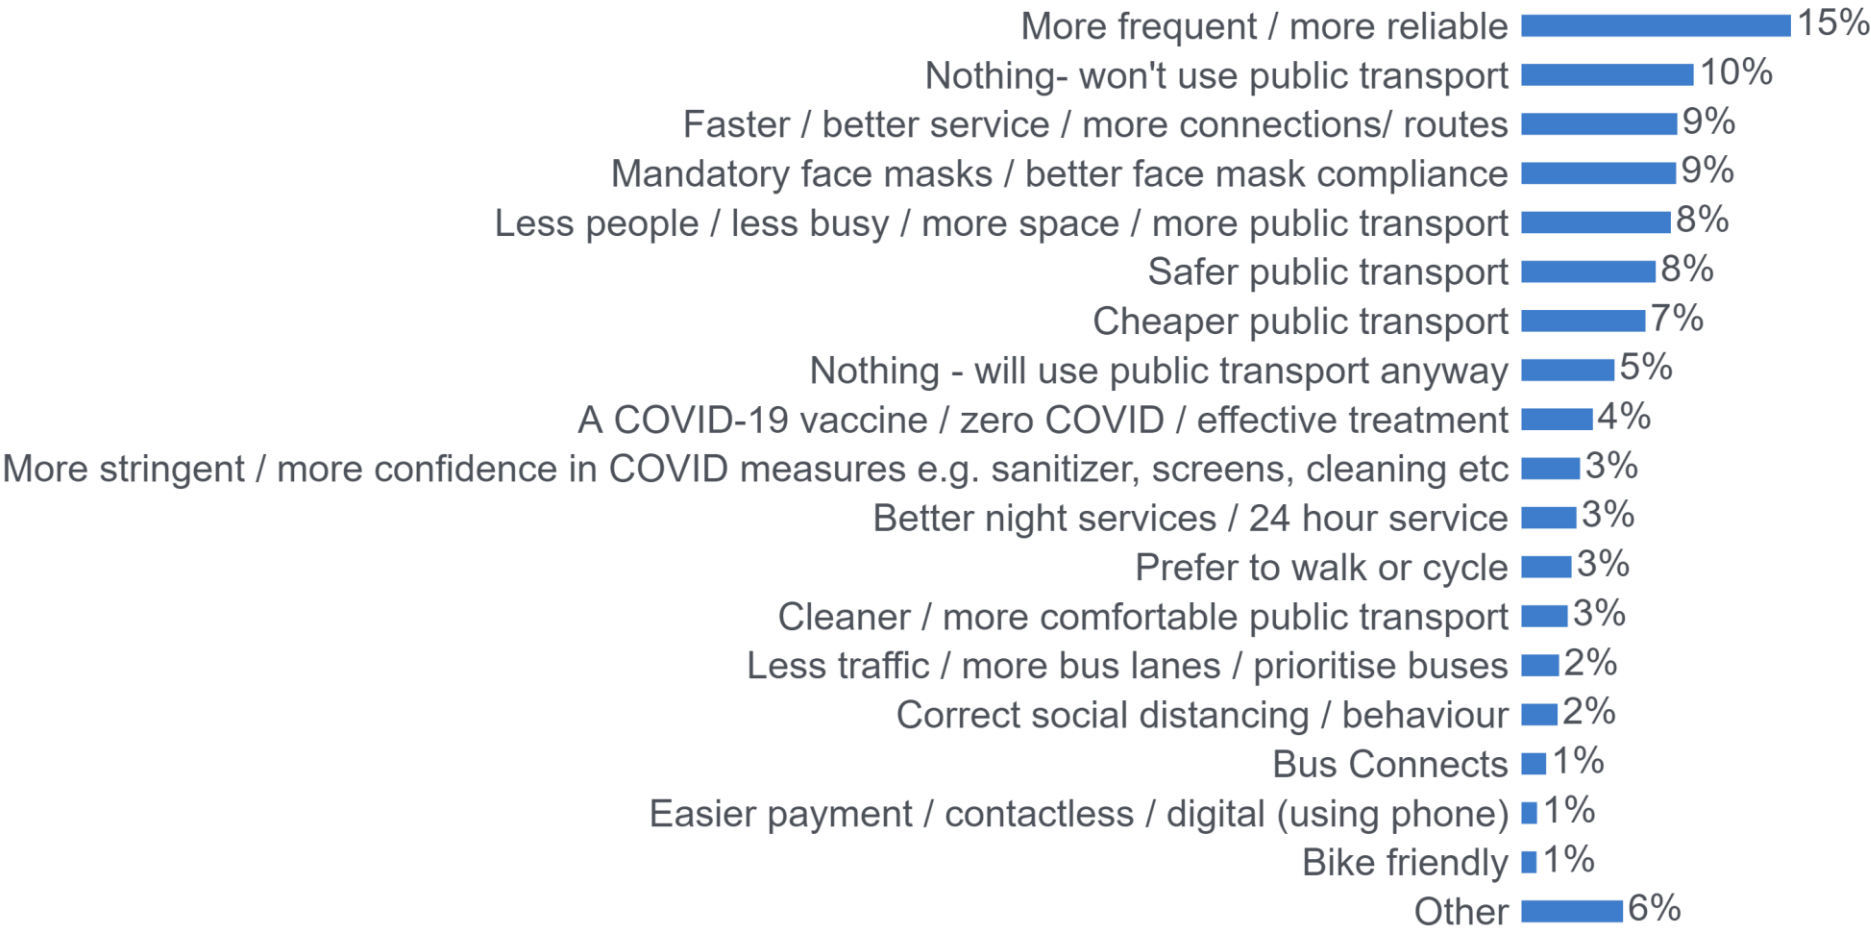 More frequent / more reliable 15%
Nothing- won't use public transport 10%
Faster / better service / more connections/ routes 9%
Mandatory face masks / better face mask compliance 9%
Less people / less busy / more space / more public transport 8%
Safer public transport 8%
Cheaper public transport 7%
Nothing - will use public transport anyway 5%
A COVID-19 vaccine / zero COVID / effective treatment 4%
More stringent / more confidence in COVID measures e.g. sanitizer, screens, cleaning etc 3%
Better night services / 24 hour service 3%
Prefer to walk or cycle 3%
Cleaner / more comfortable public transport 3%
Less traffic / more bus lanes / prioritise buses 2%
Correct social distancing / behaviour 2%
Bus Connects 1%
Easier payment / contactless / digital (using phone) 1%
Bike friendly 1%
Other 6%